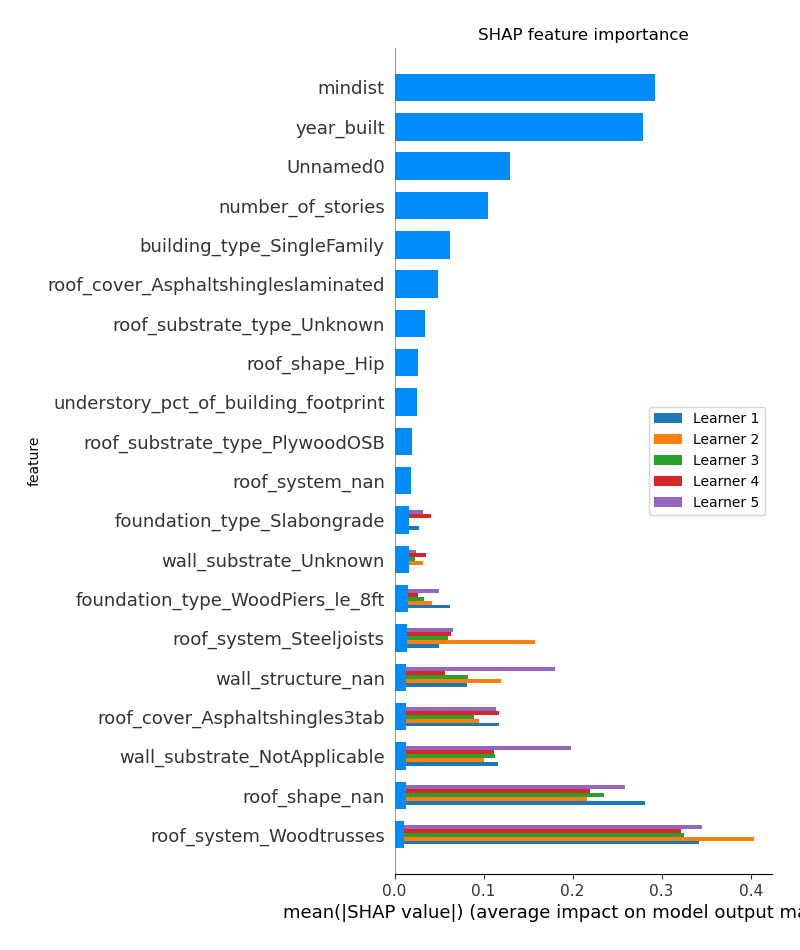 SHAP feature importance
mindist
year_built
Unnamed0
number_of_stories
building_type_SingleFamily
roof_cover_Asphaltshingleslaminated
roof_substrate_type_Unknown
roof_shape_Hip
understory_pct_of_building_footprint
roof_substrate_type_PlywoodOSB
roof_system_nan
foundation_type_Slabongrade
wall_substrate_Unknown
foundation_type_WoodPiers_le_8ft
roof_system_Steeljoists
wall_structure_nan
roof_cover_Asphaltshingles3tab
wall_substrate_NotApplicable
roof_shape_nan
roof_system_Woodtrusses
feature
Learner 1
Learner 2
Learner 3
Learner 4
Learner 5
0.0 0.1 0.2 0.3 0.4
mean(|SHAP value|) (average impact on model output ma